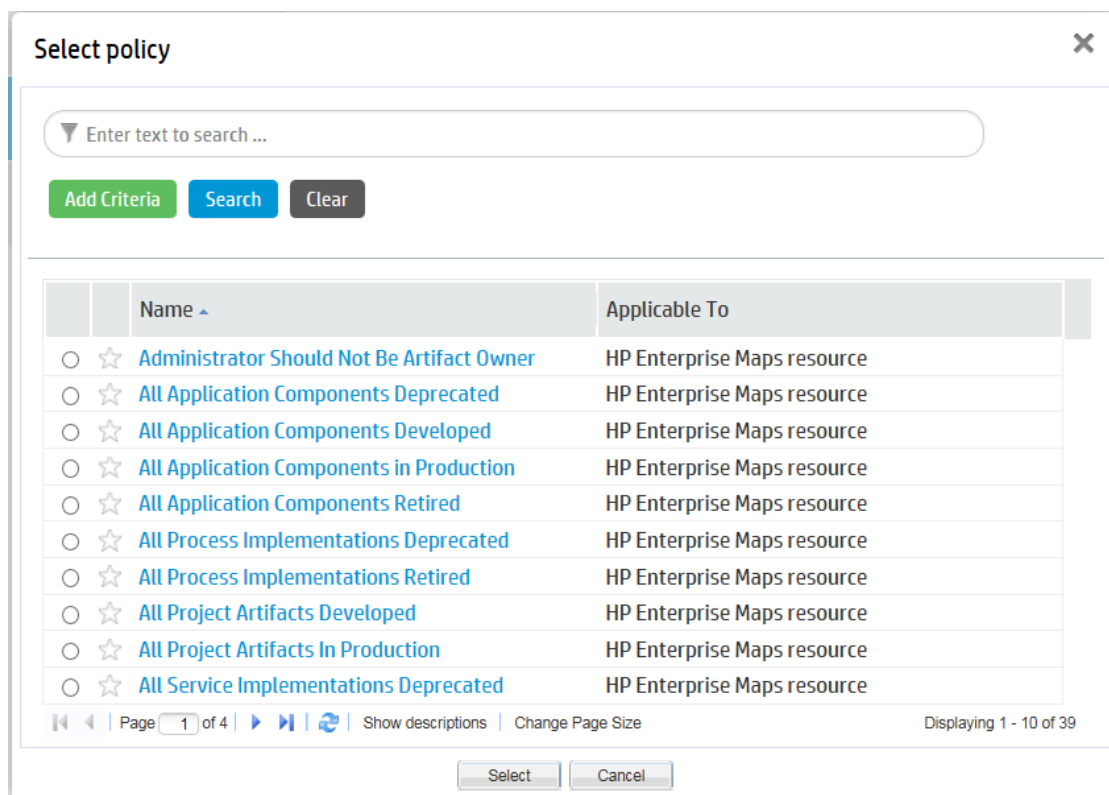 Select policy
Enter text to search ...
Add Criteria Search Clear
Name Applicable To
Administrator Should Not Be Artifact Owner HP Enterprise Maps resource
All Application Components Deprecated HP Enterprise Maps resource
All Application Components Developed HP Enterprise Maps resource
All Application Components in Production HP Enterprise Maps resource
All Application Components Retired HP Enterprise Maps resource
All Process Implementations Deprecated HP Enterprise Maps resource
All Process Implementations Retired HP Enterprise Maps resource
All Project Artifacts Developed HP Enterprise Maps resource
All Project Artifacts In Production HP Enterprise Maps resource
All Service Implementations Deprecated HP Enterprise Maps resource
Page 1 of 4 Show descriptions Change Page Size Displaying 1 - 10 of 39
Select Cancel